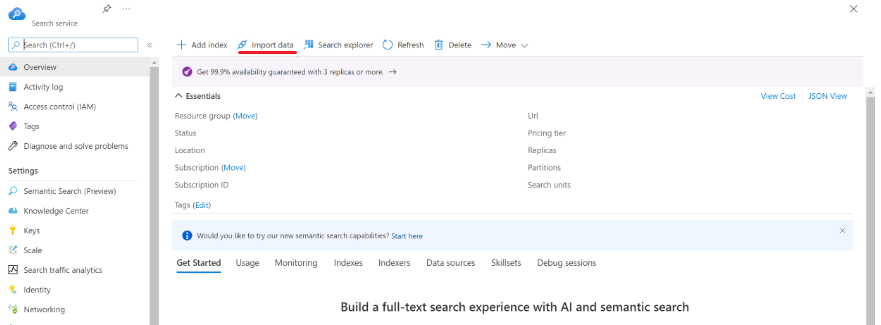 Search service
Search (Ctrl+/)
Add index Import data Search explorer Refresh Delete Move
Overview
Get 99.9% availability guaranteed with 3 replicas or more.
Activity log
Essentials View Cost JSON View
Access control (IAM)
Resource group (Move) Url
Tags
Status Pricing tier
Diagnose and solve problems
Location Replicas
Settings
Subscription (Move) Partitions
Semantic Search (Preview)
Subscription ID Search units
Knowledge Center
Tags (Edit)
Keys
Would you like to try our new semantic search capabilities? Start here
Scale
Get Started Usage Monitoring Indexes Indexers Data sources Skillsets Debug sessions
Search traffic analytics
Identity
Build a full-text search experience with AI and semantic search
Networking